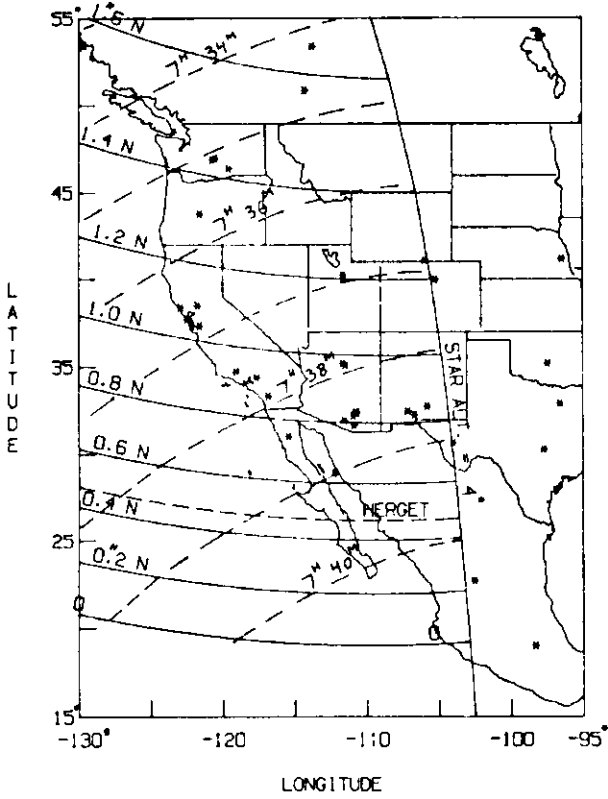 55°
1."6 N
7ᴴ 34ᴹ
1.4 N
45
7ᴴ 36
1.2 N
1.0 N
STAR ALT.
35
7ᴴ 38ᴹ
0.8 N
0.6 N
4
HERGET
0.4 N
25
0."2 N
7ᴴ 40ᴹ
0
0
15°
-130°
-120
-110
-100
-95°
LATITUDE
LONGITUDE